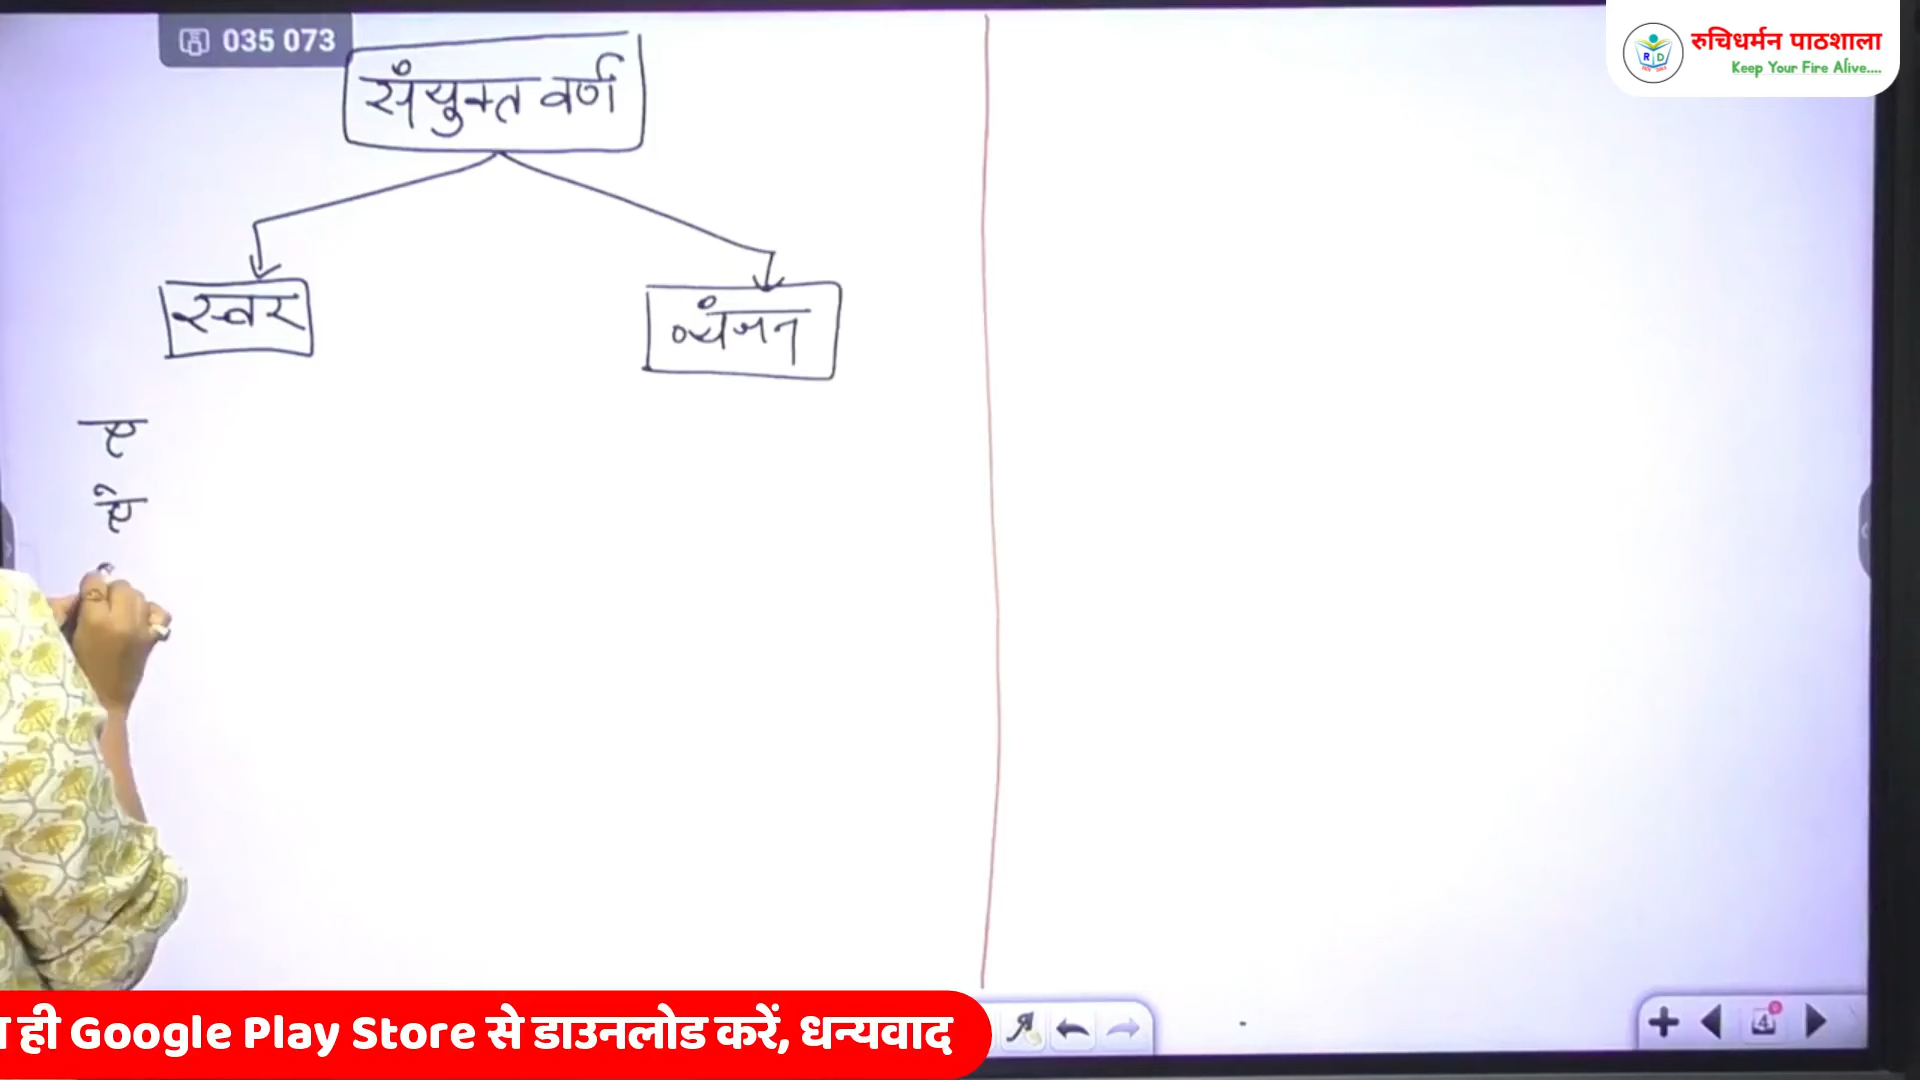 035 073
रुचिधर्मन पाठशाला
R D
Keep Your Fire Alive....
संयुक्त वर्ण
स्वर
व्यंजन
ए
ऐ
ही Google Play Store से डाउनलोड करें, धन्यवाद
4